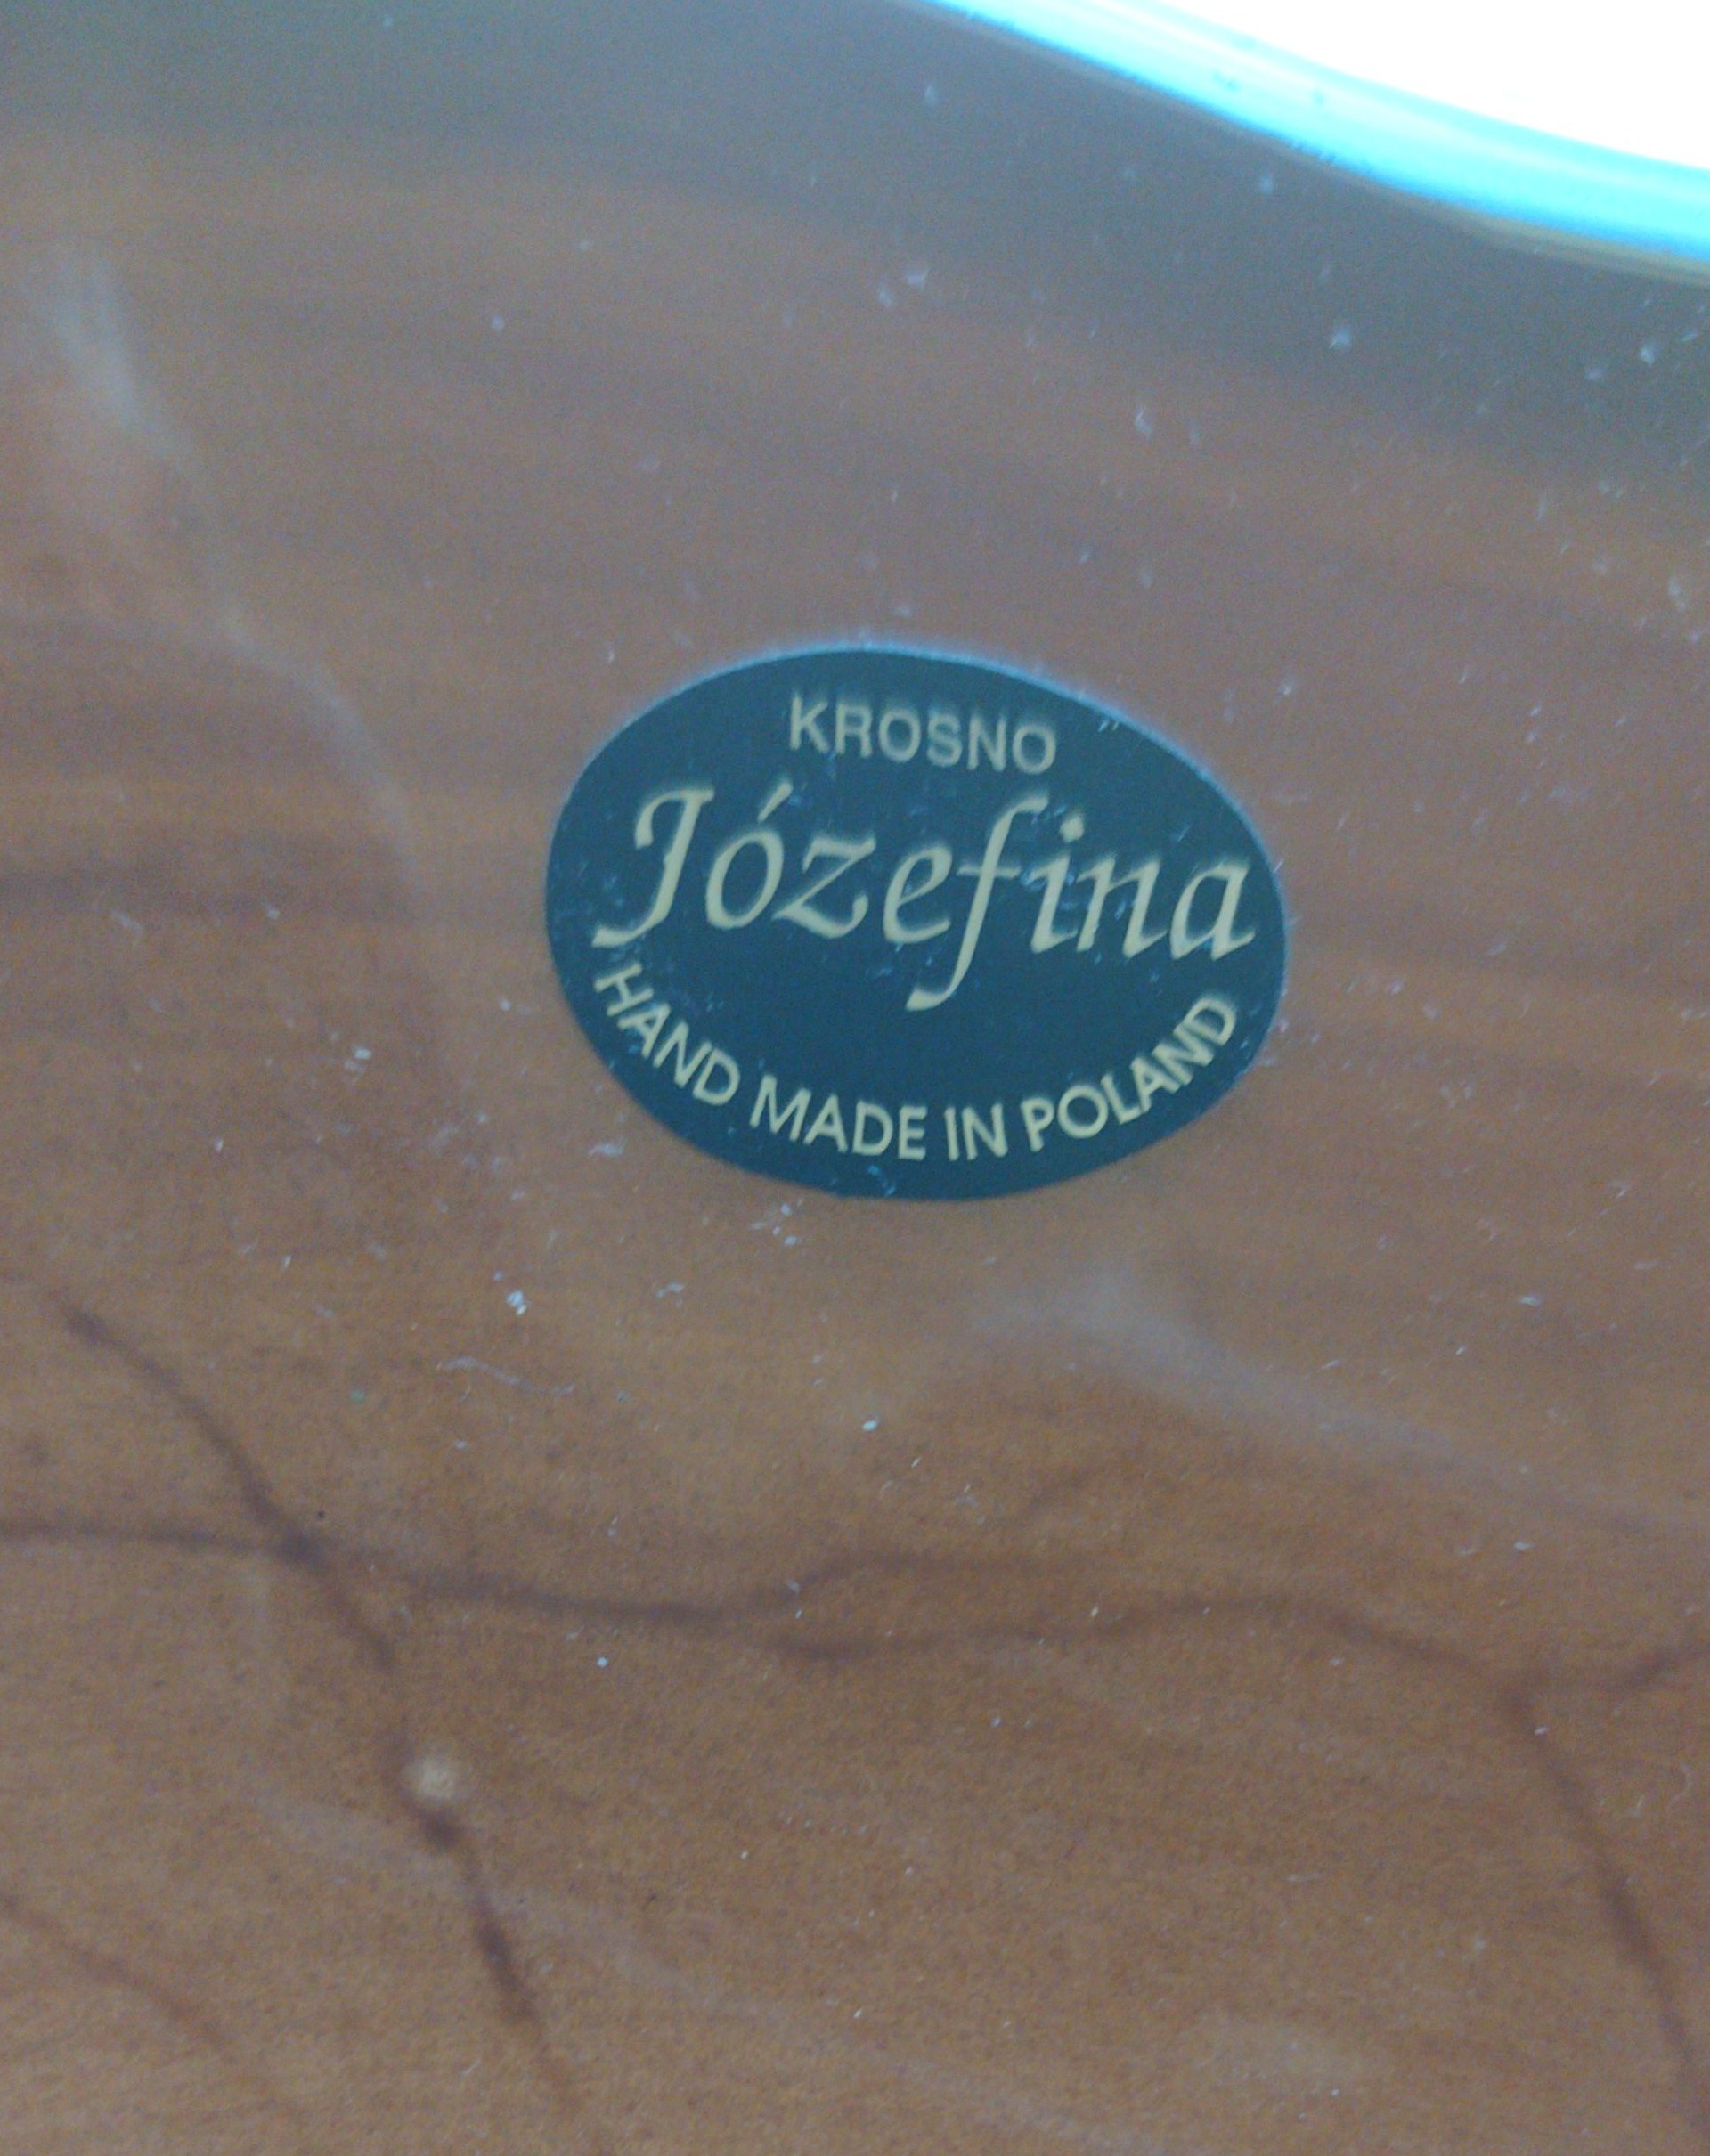 KROSNO
Józefina
HAND MADE IN POLAND